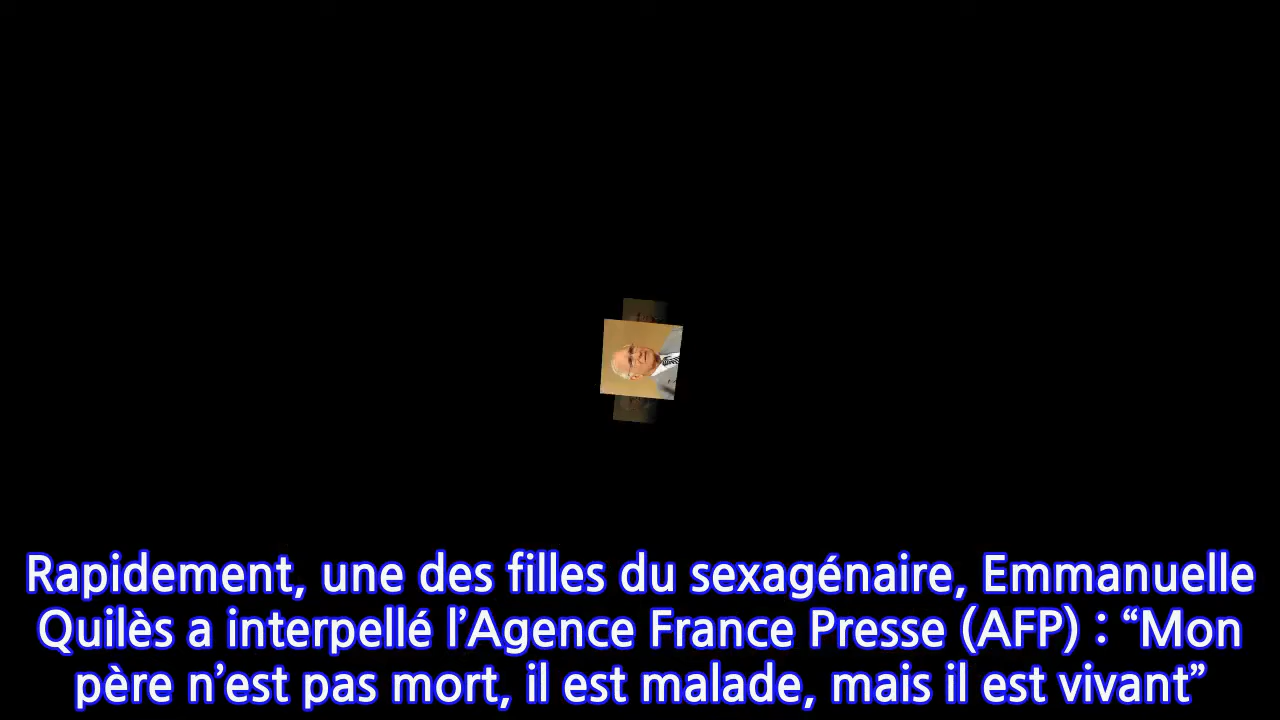 Rapidement, une des filles du sexagénaire, Emmanuelle
Quilès a interpellé l’Agence France Presse (AFP) : “Mon
père n’est pas mort, il est malade, mais il est vivant”